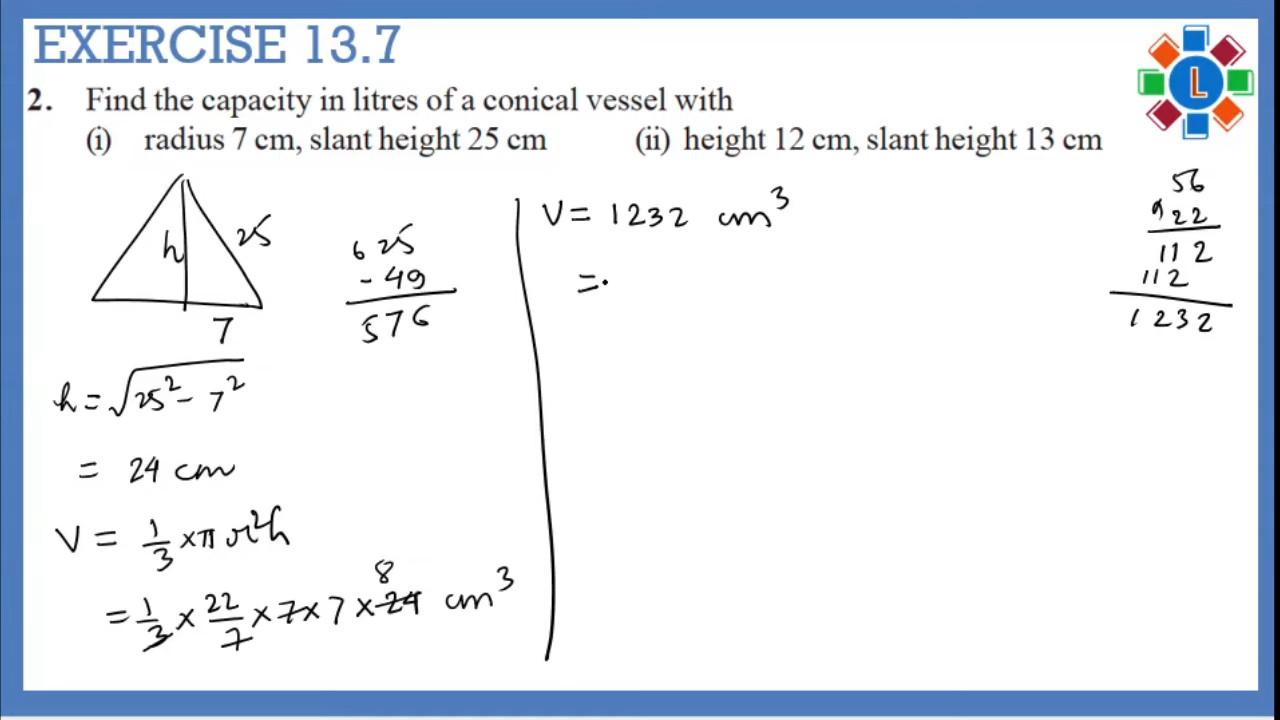 EXERCISE 13.7
L
2. Find the capacity in litres of a conical vessel with
(i) radius 7 cm, slant height 25 cm (ii) height 12 cm, slant height 13 cm
h
25
7
625
- 49
576
h = √25² - 7²
= 24 cm
V = 1/3 × π r²h
= 1/3 × 22/7 × 7 × 7 × 24 cm³
8
V = 1232 cm³
=
56
22
112
112
1232